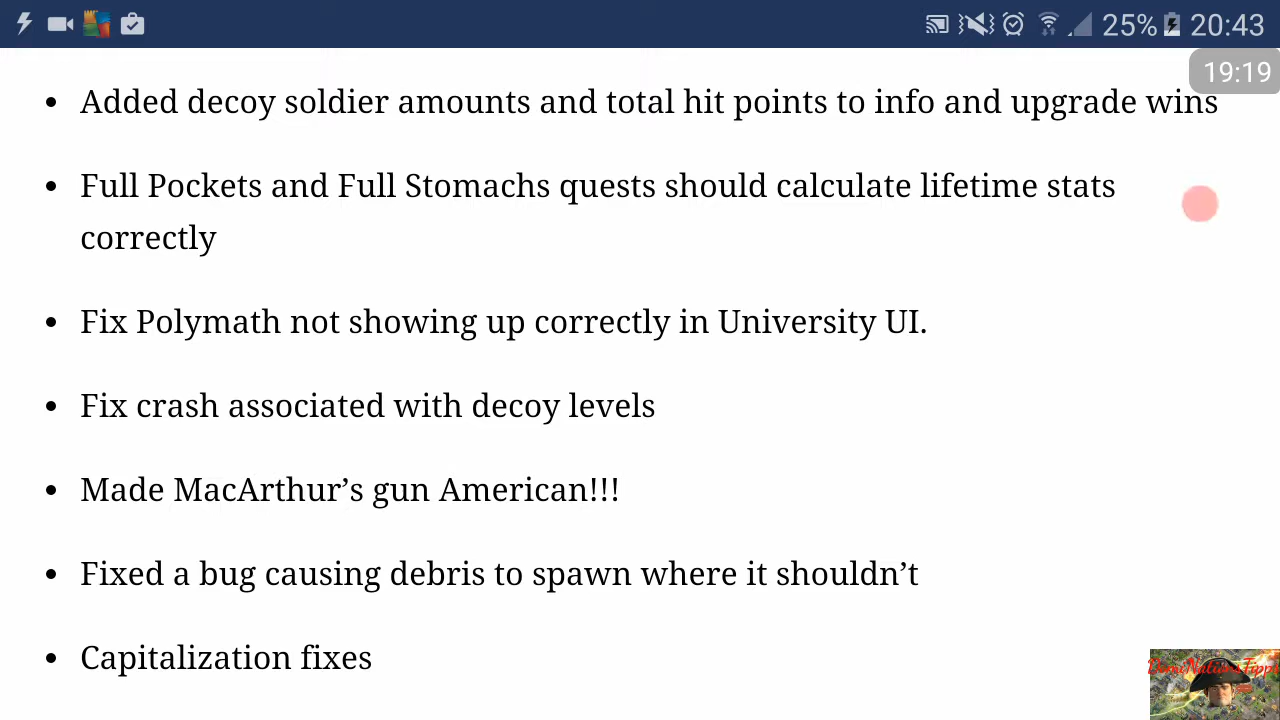 25% 20:43
19:19
• Added decoy soldier amounts and total hit points to info and upgrade wins
• Full Pockets and Full Stomachs quests should calculate lifetime stats
correctly
• Fix Polymath not showing up correctly in University UI.
• Fix crash associated with decoy levels
• Made MacArthur’s gun American!!!
• Fixed a bug causing debris to spawn where it shouldn’t
• Capitalization fixes